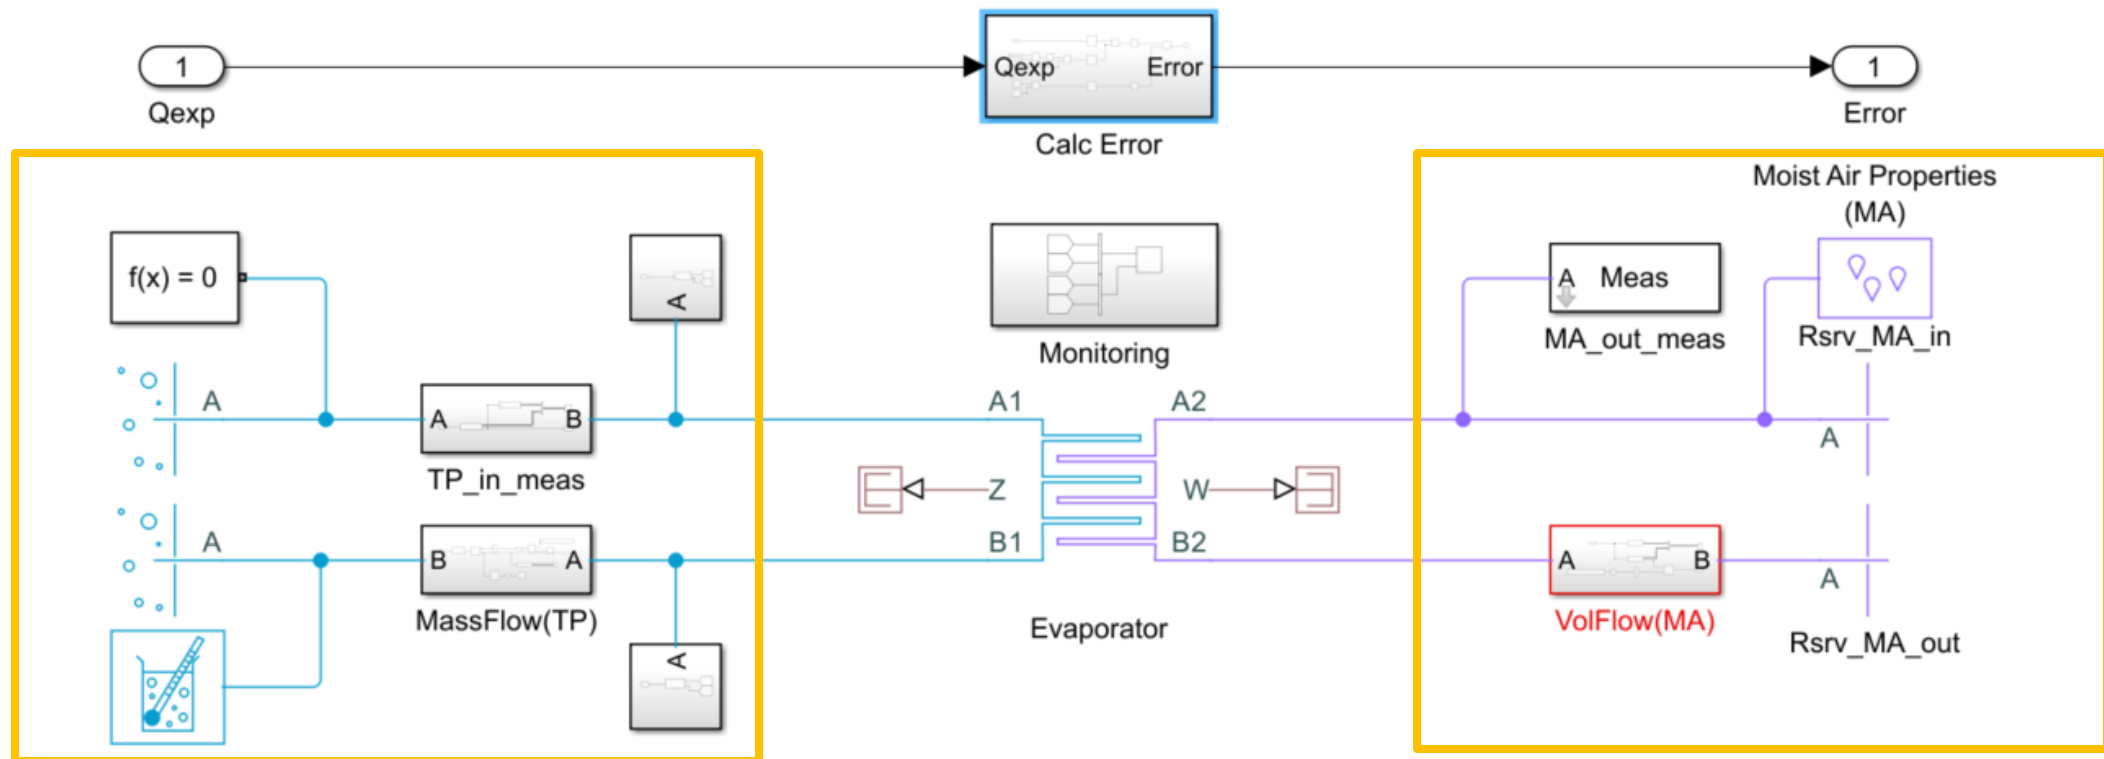 1
Qexp
Qexp Error
Calc Error
1
Error
f(x) = 0
A
A
A B
TP_in_meas
A
B A
MassFlow(TP)
A
Monitoring
A1 A2
Z W
B1 B2
Evaporator
Moist Air Properties
(MA)
A Meas
MA_out_meas
Rsrv_MA_in
A
A B
VolFlow(MA)
A
Rsrv_MA_out